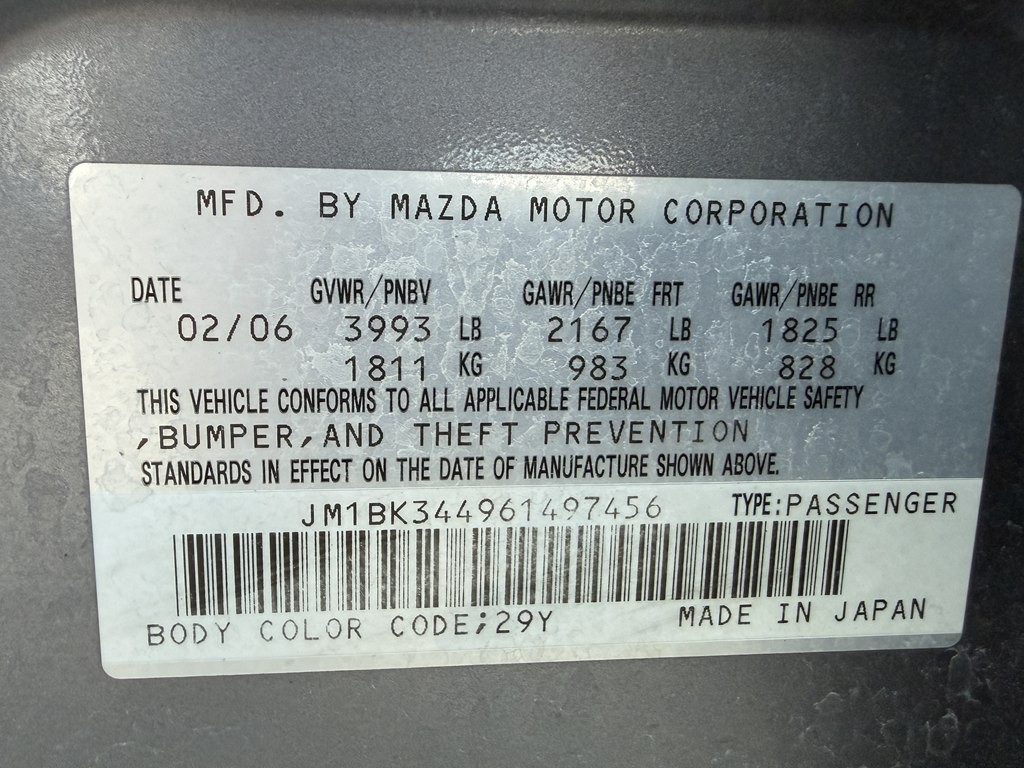 MFD. BY MAZDA MOTOR CORPORATION
DATE GVWR/PNBV GAWR/PNBE FRT GAWR/PNBE RR
02/06 3993 LB 2167 LB 1825 LB
1811 KG 983 KG 828 KG
THIS VEHICLE CONFORMS TO ALL APPLICABLE FEDERAL MOTOR VEHICLE SAFETY
,BUMPER,AND THEFT PREVENTION
STANDARDS IN EFFECT ON THE DATE OF MANUFACTURE SHOWN ABOVE.
JM1BK344961497456 TYPE:PASSENGER
BODY COLOR CODE;29Y MADE IN JAPAN